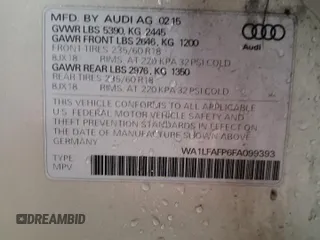 MFD. BY AUDI AG 02/15
GVWR LBS 5390, KG 2445
GAWR FRONT LBS 2646, KG 1200
FRONT TIRES 235/60 R18
8JX18 RIMS, AT 220 KPA 32 PSI COLD
GAWR REAR LBS 2976, KG 1350
REAR TIRES 235/60 R18
8JX18 RIMS, AT 220 KPA 32 PSI COLD
Audi
THIS VEHICLE CONFORMS TO ALL APPLICABLE
U.S. FEDERAL MOTOR VEHICLE SAFETY AND
THEFT PREVENTION STANDARDS IN EFFECT ON
THE DATE OF MANUFACTURE SHOWN ABOVE.
GERMANY
TYPE: WA1LFAFP6FA099393
MPV
DREAMBID